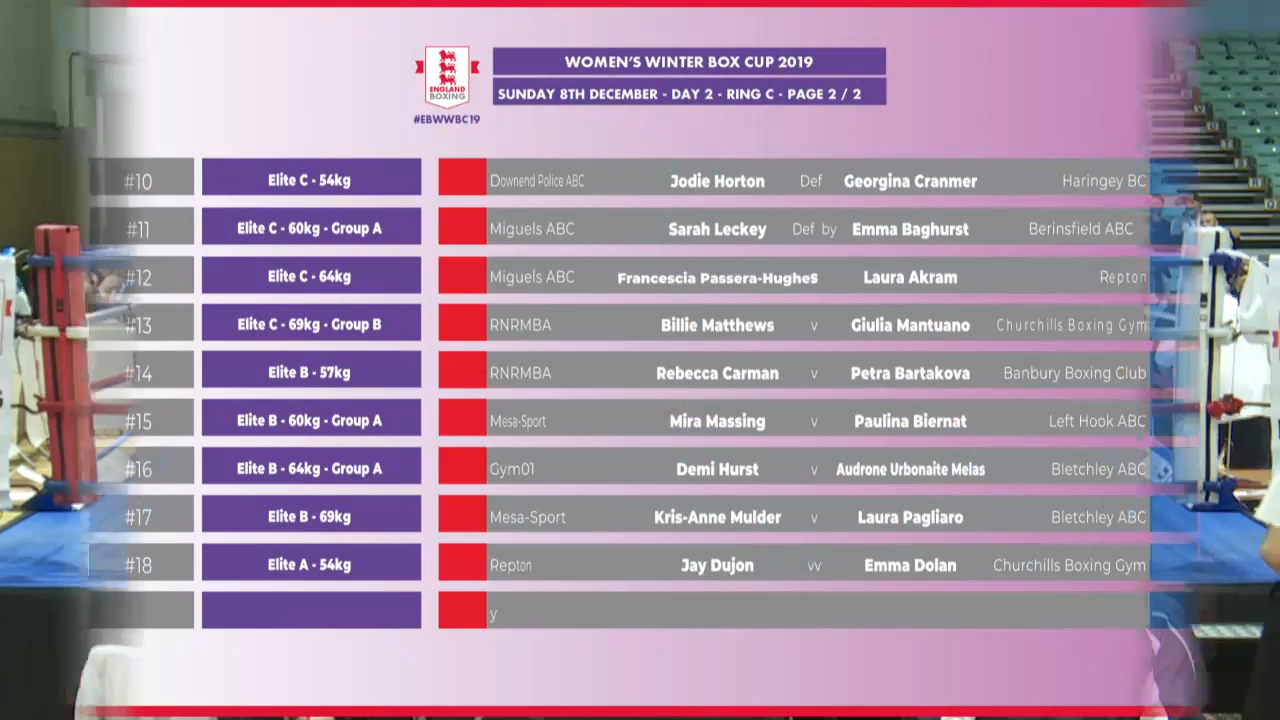 ENGLAND
BOXING
#EBWWBC19
WOMEN'S WINTER BOX CUP 2019
SUNDAY 8TH DECEMBER - DAY 2 - RING C - PAGE 2 / 2
#10 Elite C - 54kg Downend Police ABC Jodie Horton Def Georgina Cranmer Haringey BC
#11 Elite C - 60kg - Group A Miguels ABC Sarah Leckey Def by Emma Baghurst Berinsfield ABC
#12 Elite C - 64kg Miguels ABC Francescia Passera-Hughes Laura Akram Repton
#13 Elite C - 69kg - Group B RNRMBA Billie Matthews v Giulia Mantuano Churchills Boxing Gym
#14 Elite B - 57kg RNRMBA Rebecca Carman v Petra Bartakova Banbury Boxing Club
#15 Elite B - 60kg - Group A Mesa-Sport Mira Massing v Paulina Biernat Left Hook ABC
#16 Elite B - 64kg - Group A Gym01 Demi Hurst v Audrone Urbonaite Melas Bletchley ABC
#17 Elite B - 69kg Mesa-Sport Kris-Anne Mulder v Laura Pagliaro Bletchley ABC
#18 Elite A - 54kg Repton Jay Dujon vv Emma Dolan Churchills Boxing Gym
y